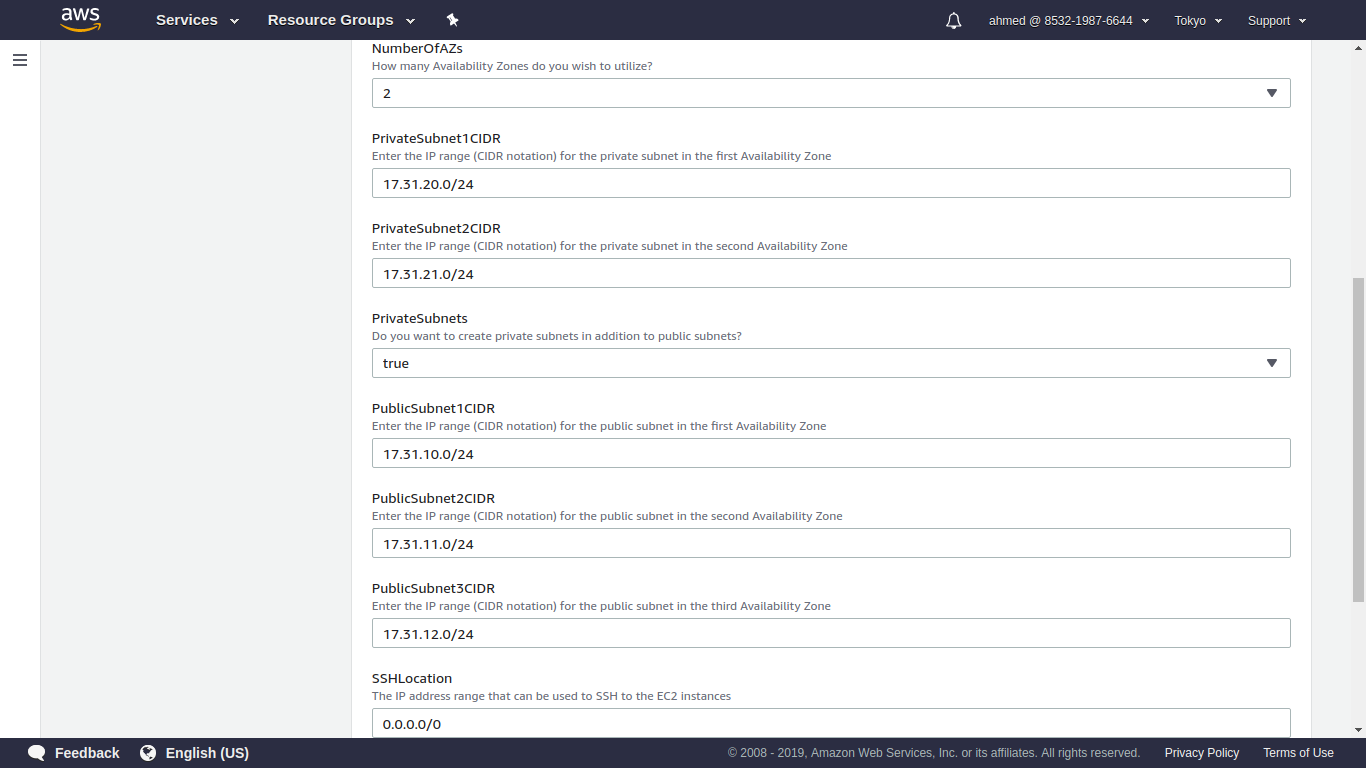 aws Services Resource Groups ahmed @ 8532-1987-6644 Tokyo Support
NumberOfAZs
How many Availability Zones do you wish to utilize?
2
PrivateSubnet1CIDR
Enter the IP range (CIDR notation) for the private subnet in the first Availability Zone
17.31.20.0/24
PrivateSubnet2CIDR
Enter the IP range (CIDR notation) for the private subnet in the second Availability Zone
17.31.21.0/24
PrivateSubnets
Do you want to create private subnets in addition to public subnets?
true
PublicSubnet1CIDR
Enter the IP range (CIDR notation) for the public subnet in the first Availability Zone
17.31.10.0/24
PublicSubnet2CIDR
Enter the IP range (CIDR notation) for the public subnet in the second Availability Zone
17.31.11.0/24
PublicSubnet3CIDR
Enter the IP range (CIDR notation) for the public subnet in the third Availability Zone
17.31.12.0/24
SSHLocation
The IP address range that can be used to SSH to the EC2 instances
0.0.0.0/0
Feedback English (US) © 2008 - 2019, Amazon Web Services, Inc. or its affiliates. All rights reserved. Privacy Policy Terms of Use